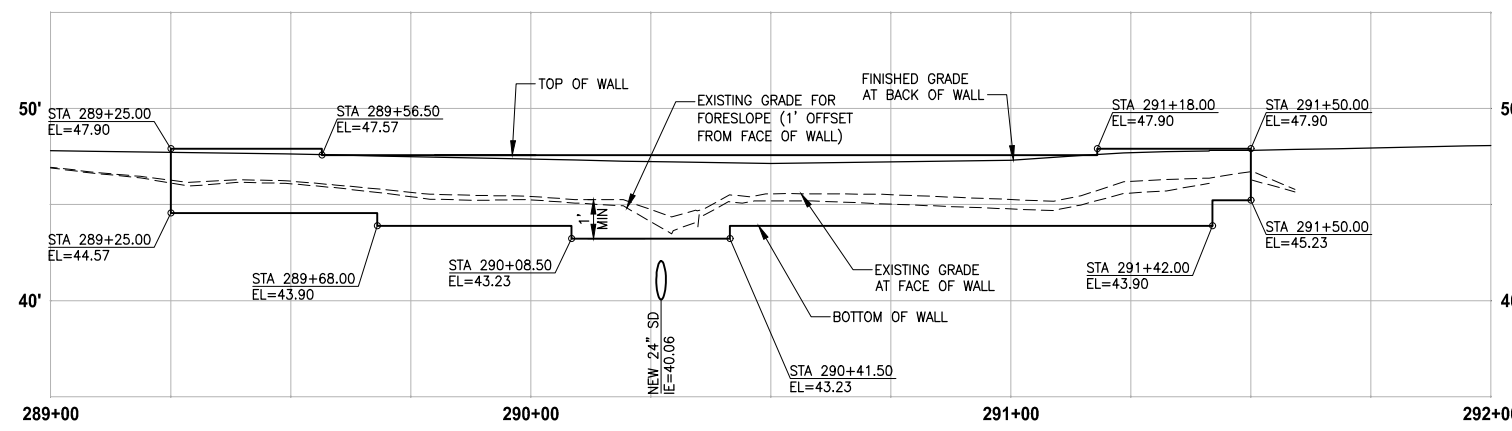 50'
40'
STA 289+25.00
EL=47.90
STA 289+56.50
EL=47.57
TOP OF WALL
EXISTING GRADE FOR
FORESLOPE (1' OFFSET
FROM FACE OF WALL)
FINISHED GRADE
AT BACK OF WALL
STA 291+18.00
EL=47.90
STA 291+50.00
EL=47.90
50
40
STA 289+25.00
EL=44.57
STA 289+68.00
EL=43.90
STA 290+08.50
EL=43.23
1'
MIN
NEW 24" SD
IE=40.06
EXISTING GRADE
AT FACE OF WALL
BOTTOM OF WALL
STA 290+41.50
EL=43.23
STA 291+42.00
EL=43.90
STA 291+50.00
EL=45.23
289+00
290+00
291+00
292+00